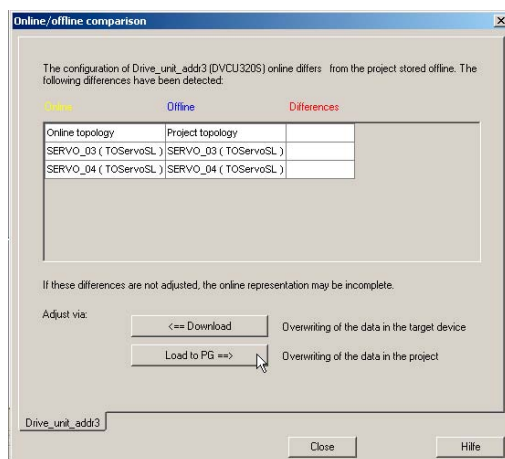 Online/offline comparison
The configuration of Drive_unit_addr3 (DVCU320S) online differs from the project stored offline. The
following differences have been detected:
Online Offline Differences
Online topology Project topology
SERVO_03 ( TOServoSL ) SERVO_03 ( TOServoSL )
SERVO_04 ( TOServoSL ) SERVO_04 ( TOServoSL )
If these differences are not adjusted, the online representation may be incomplete.
Adjust via:
<== Download Overwriting of the data in the target device
Load to PG ==> Overwriting of the data in the project
Drive_unit_addr3
Close Hilfe